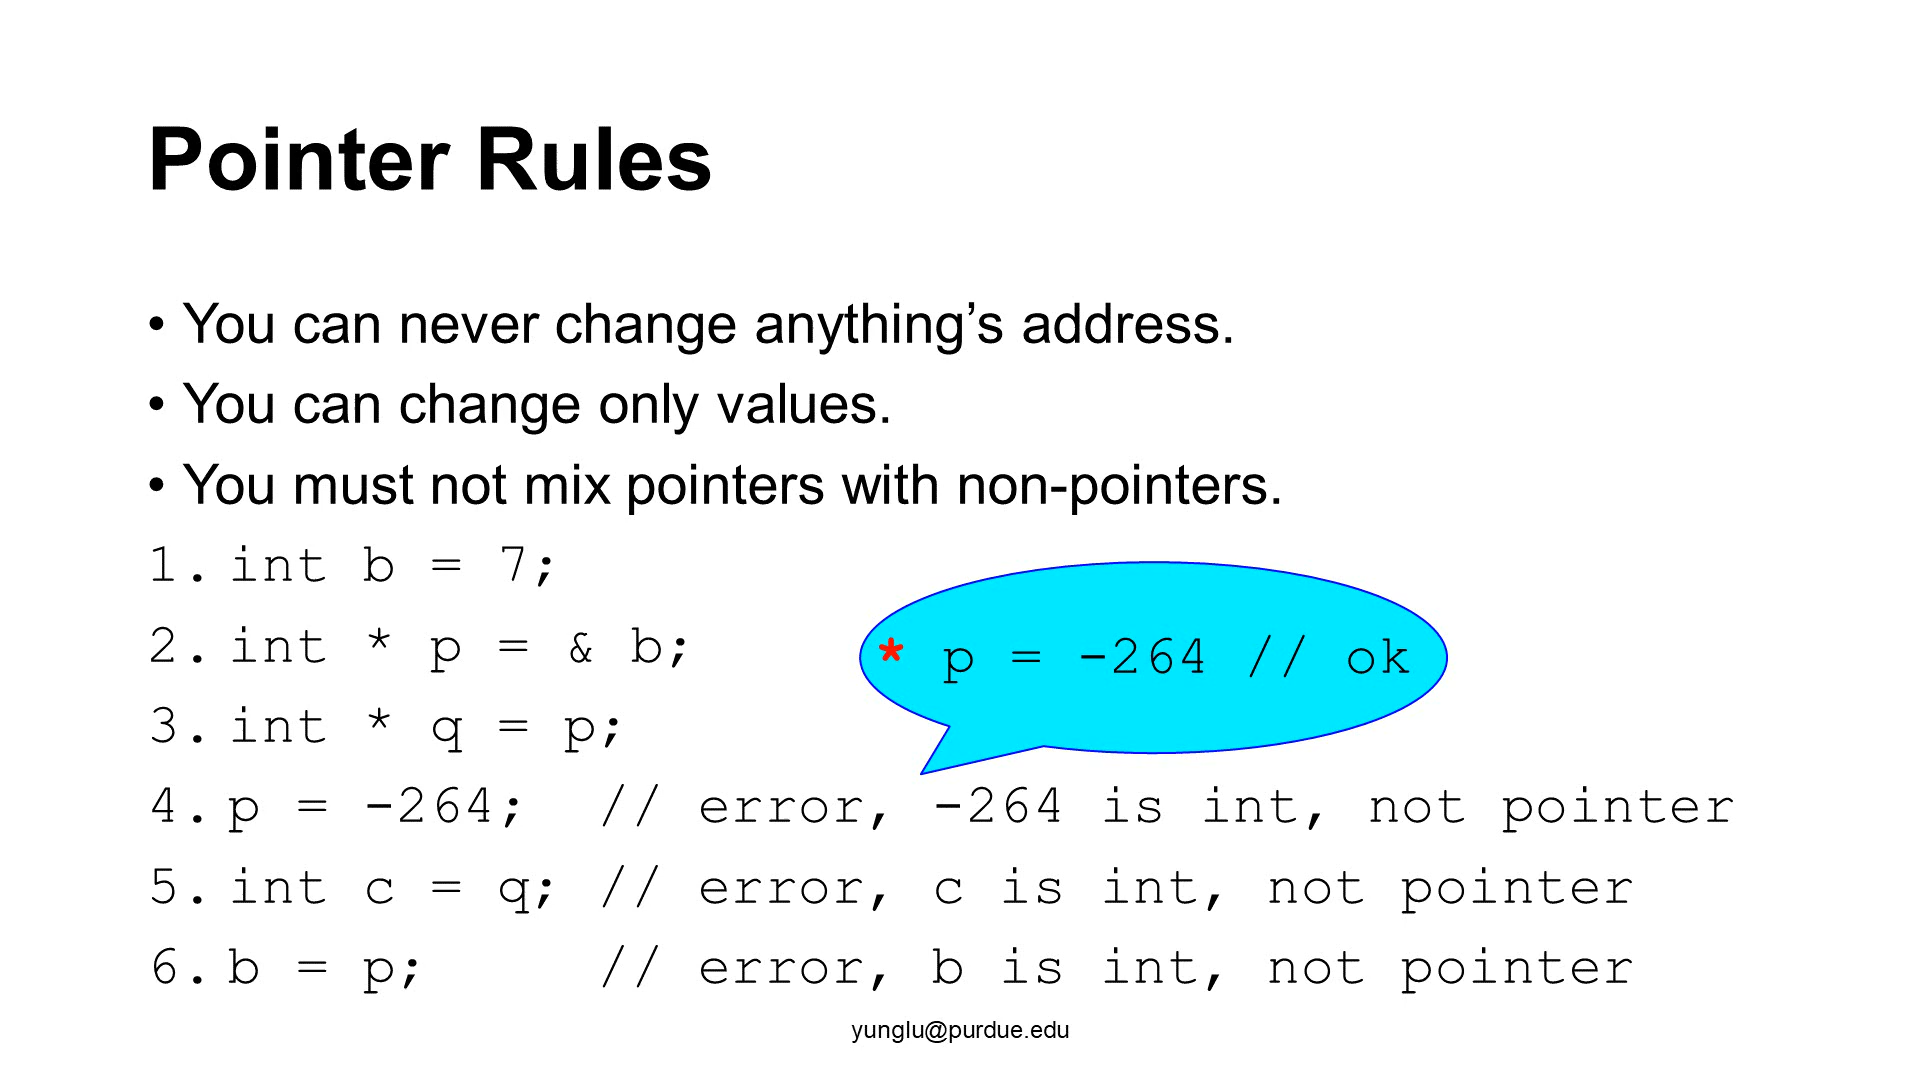 Pointer Rules
• You can never change anything’s address.
• You can change only values.
• You must not mix pointers with non-pointers.
1. int b = 7;
2. int * p = & b;
* p = -264 // ok
3. int * q = p;
4. p = -264;  // error, -264 is int, not pointer
5. int c = q; // error, c is int, not pointer
6. b = p;     // error, b is int, not pointer
yunglu@purdue.edu